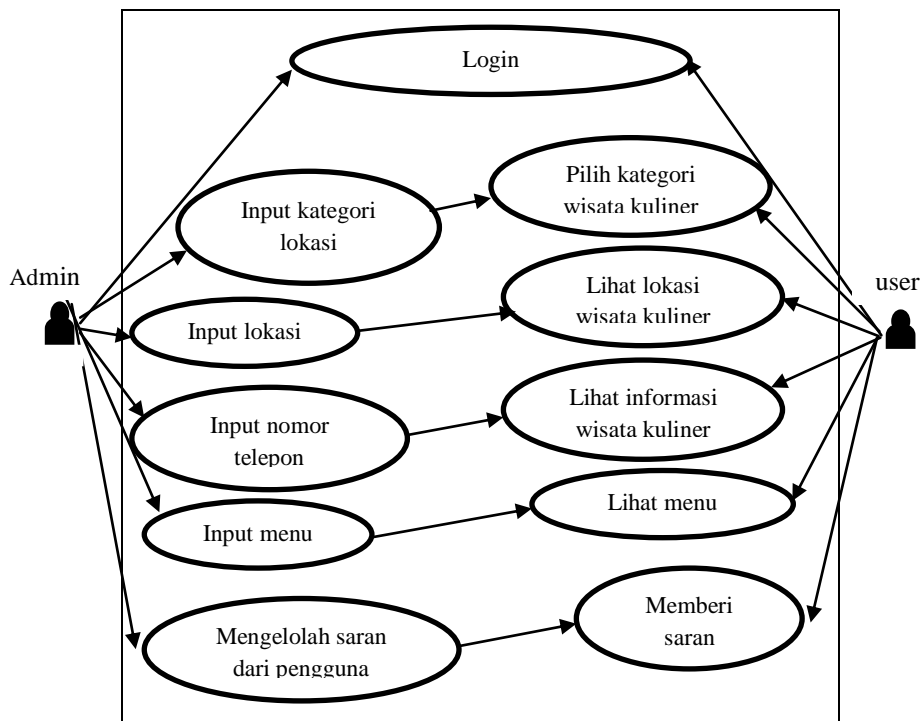 Login
Pilih kategori
wisata kuliner
Input kategori
lokasi
Admin
Lihat lokasi
wisata kuliner
user
Input lokasi
Lihat informasi
wisata kuliner
Input nomor
telepon
Lihat menu
Input menu
Memberi
saran
Mengelolah saran
dari pengguna